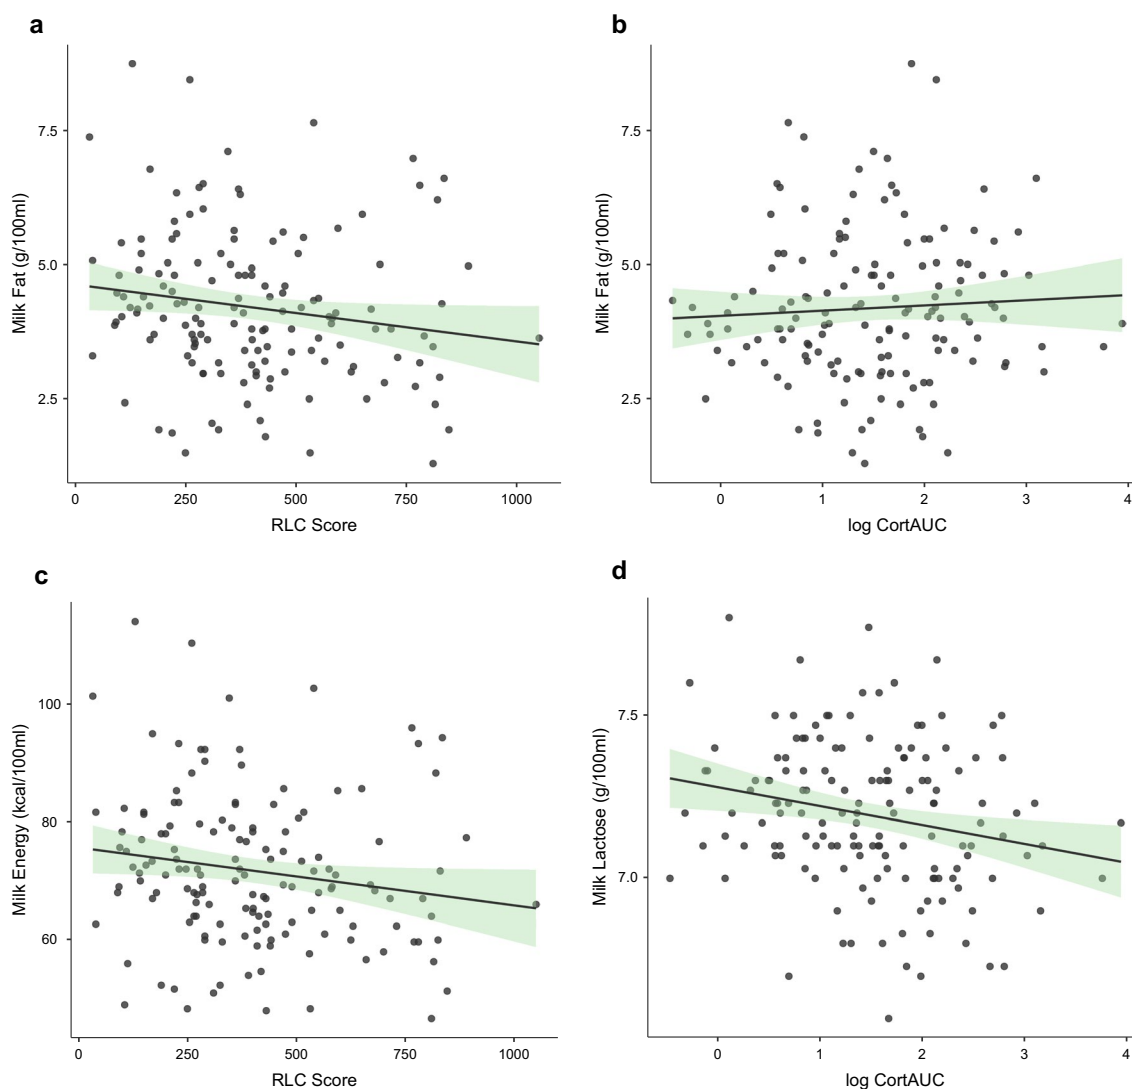 a
b
7.5
5.0
2.5
Milk Fat (g/100ml)
0
250
500
750
1000
RLC Score
7.5
5.0
2.5
Milk Fat (g/100ml)
0
1
2
3
4
log CortAUC
c
d
100
80
60
Milk Energy (kcal/100ml)
0
250
500
750
1000
RLC Score
7.5
7.0
Milk Lactose (g/100ml)
0
1
2
3
4
log CortAUC